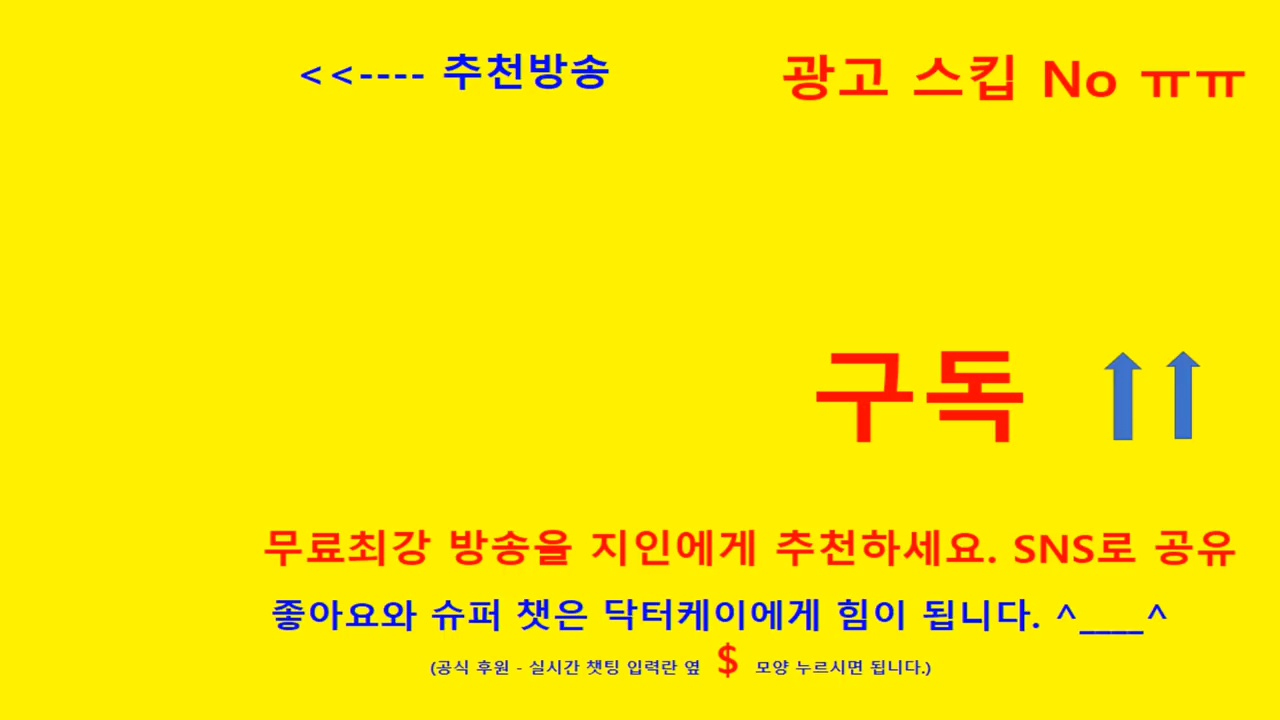 <<---- 추천방송
광고 스킵 No ㅠㅠ
구독
무료최강 방송을 지인에게 추천하세요. SNS로 공유
좋아요와 슈퍼 챗은 닥터케이에게 힘이 됩니다. ^____^
(공식 후원 - 실시간 챗팅 입력란 옆 $ 모양 누르시면 됩니다.)